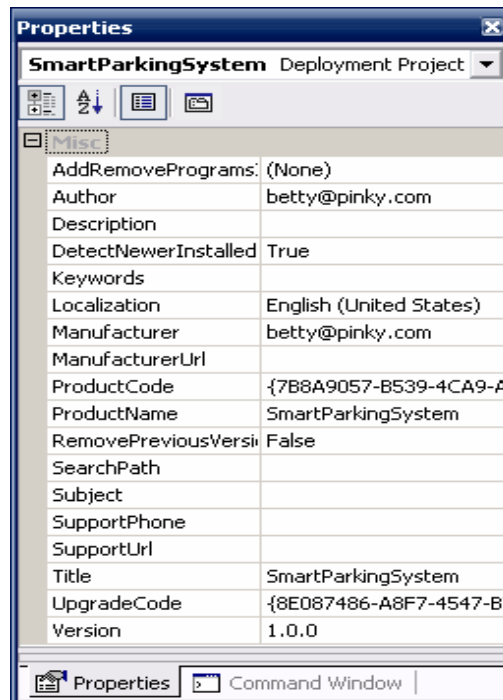 Properties
SmartParkingSystem Deployment Project
Misc
AddRemovePrograms (None)
Author betty@pinky.com
Description
DetectNewerInstalled True
Keywords
Localization English (United States)
Manufacturer betty@pinky.com
ManufacturerUrl
ProductCode {7B8A9057-B539-4CA9-A
ProductName SmartParkingSystem
RemovePreviousVersi False
SearchPath
Subject
SupportPhone
SupportUrl
Title SmartParkingSystem
UpgradeCode {8E087486-A8F7-4547-B
Version 1.0.0
Properties Command Window